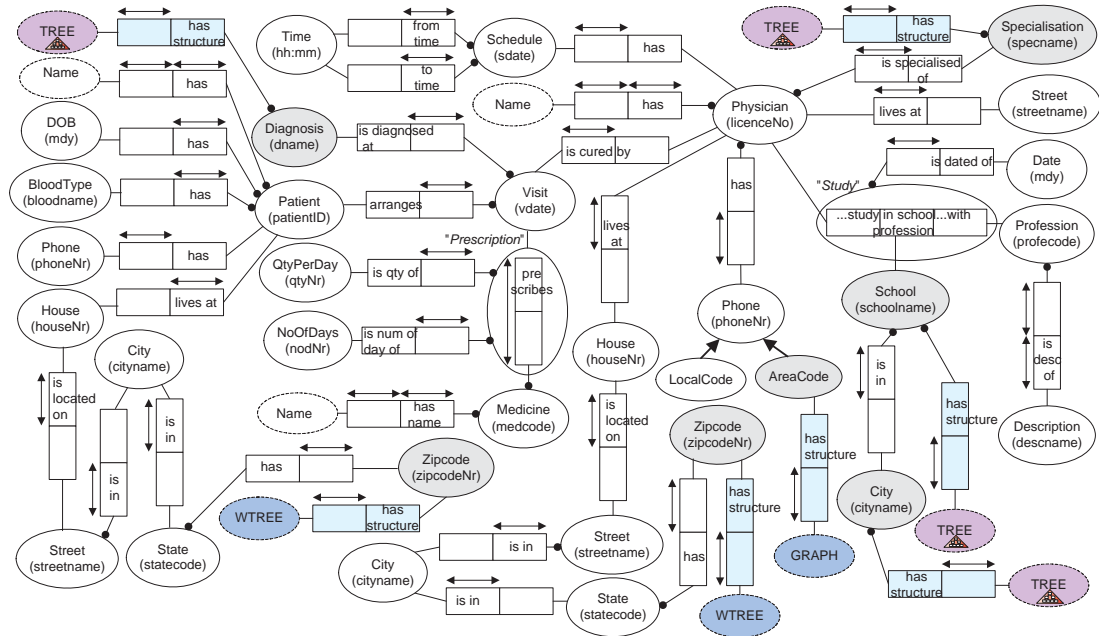 TREE
has
structure
Name
has
DOB
(mdy)
has
BloodType
(bloodname)
has
Phone
(phoneNr)
has
House
(houseNr)
lives at
Time
(hh:mm)
from
time
to
time
Schedule
(sdate)
has
Name
has
Diagnosis
(dname)
is diagnosed
at
is cured by
Patient
(patientID)
arranges
Visit
(vdate)
"Prescription"
QtyPerDay
(qtyNr)
is qty of
pre
scribes
NoOfDays
(nodNr)
is num of
day of
Name
has
name
Medicine
(medcode)
City
(cityname)
is
located
on
is
in
is
in
Street
(streetname)
State
(statecode)
has
Zipcode
(zipcodeNr)
WTREE
has
structure
TREE
has
structure
Specialisation
(specname)
is specialised
of
Physician
(licenceNo)
lives at
Street
(streetname)
is dated of
Date
(mdy)
"Study"
...study in school...with
profession
Profession
(profecode)
has
lives
at
Phone
(phoneNr)
LocalCode
AreaCode
House
(houseNr)
is
located
on
School
(schoolname)
is
in
has
structure
is
desc
of
Description
(descname)
Zipcode
(zipcodeNr)
has
has
structure
has
structure
City
(cityname)
TREE
GRAPH
is in
Street
(streetname)
City
(cityname)
is in
State
(statecode)
WTREE
has
structure
TREE